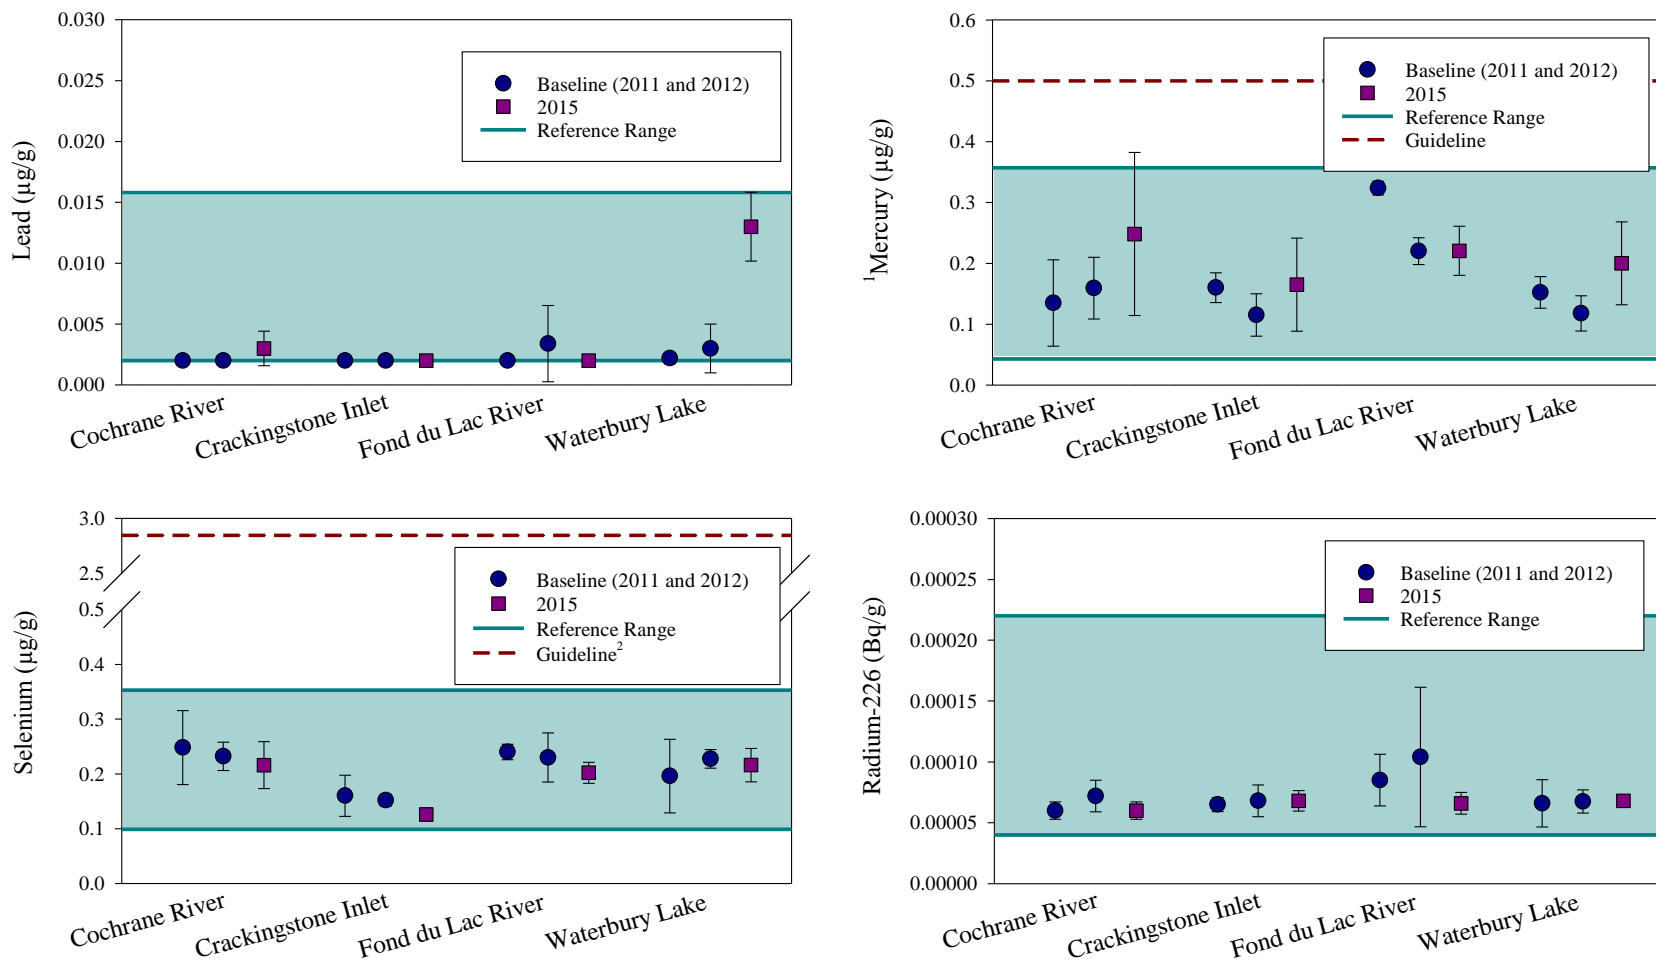 Lead (µg/g)
0.030
0.025
0.020
0.015
0.010
0.005
0.000
Baseline (2011 and 2012)
2015
Reference Range
Cochrane River
Crackingstone Inlet
Fond du Lac River
Waterbury Lake
1Mercury (µg/g)
0.6
0.5
0.4
0.3
0.2
0.1
0.0
Baseline (2011 and 2012)
2015
Reference Range
Guideline
Cochrane River
Crackingstone Inlet
Fond du Lac River
Waterbury Lake
Selenium (µg/g)
3.0
2.5
0.5
0.4
0.3
0.2
0.1
0.0
Baseline (2011 and 2012)
2015
Reference Range
Guideline2
Cochrane River
Crackingstone Inlet
Fond du Lac River
Waterbury Lake
Radium-226 (Bq/g)
0.00030
0.00025
0.00020
0.00015
0.00010
0.00005
0.00000
Baseline (2011 and 2012)
2015
Reference Range
Cochrane River
Crackingstone Inlet
Fond du Lac River
Waterbury Lake